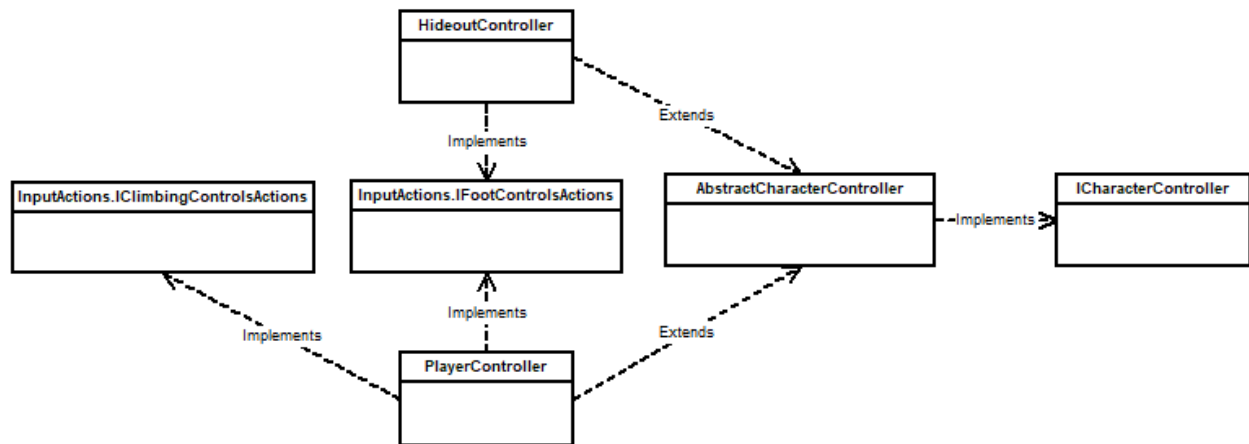 HideoutController
Extends
Implements
InputActions.IClimbingControlsActions
InputActions.IFootControlsActions
AbstractCharacterController
ICharacterController
Implements
Implements
Implements
Extends
PlayerController